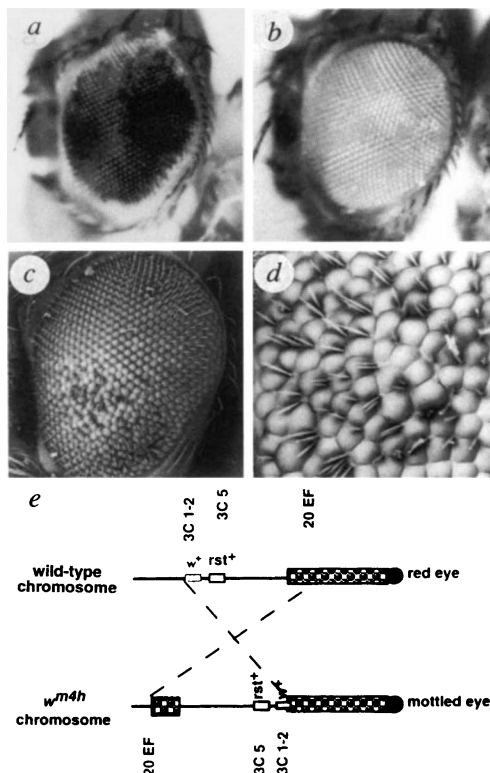 a
b
c
d
e
3C 1-2
3C 5
20 EF
w+
rst+
wild-type
chromosome
red eye
rst+
w+
wm4h
chromosome
mottled eye
20 EF
3C 5
3C 1-2